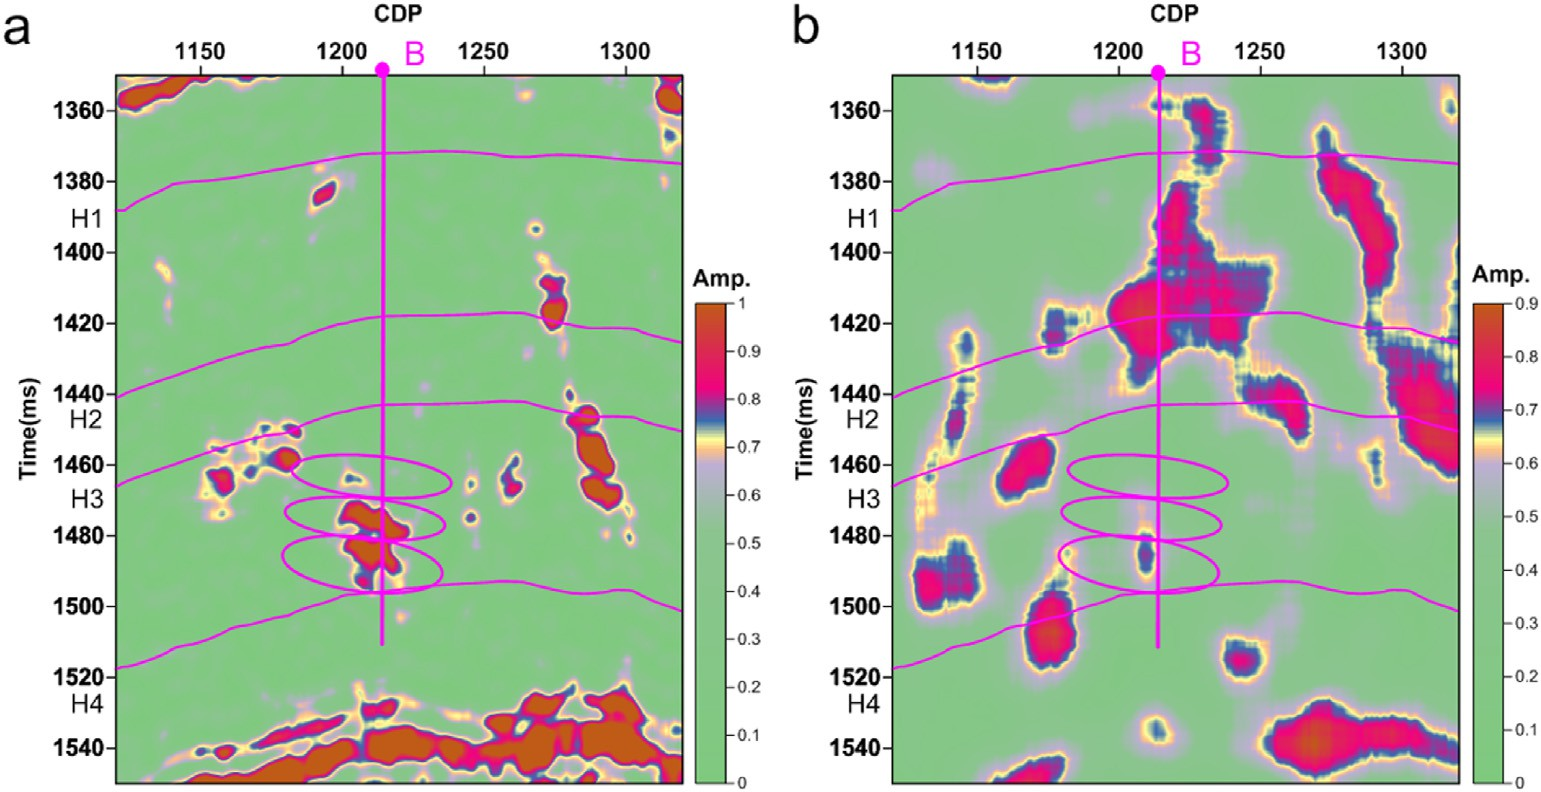 a
CDP
1150 1200 B 1250 1300
1360
1380
H1
1400
1420
1440
H2
1460
H3
1480
1500
1520
H4
1540
Time(ms)
Amp.
1
0.9
0.8
0.7
0.6
0.5
0.4
0.3
0.2
0.1
0
b
CDP
1150 1200 B 1250 1300
1360
1380
H1
1400
1420
1440
H2
1460
H3
1480
1500
1520
H4
1540
Time(ms)
Amp.
0.9
0.8
0.7
0.6
0.5
0.4
0.3
0.2
0.1
0